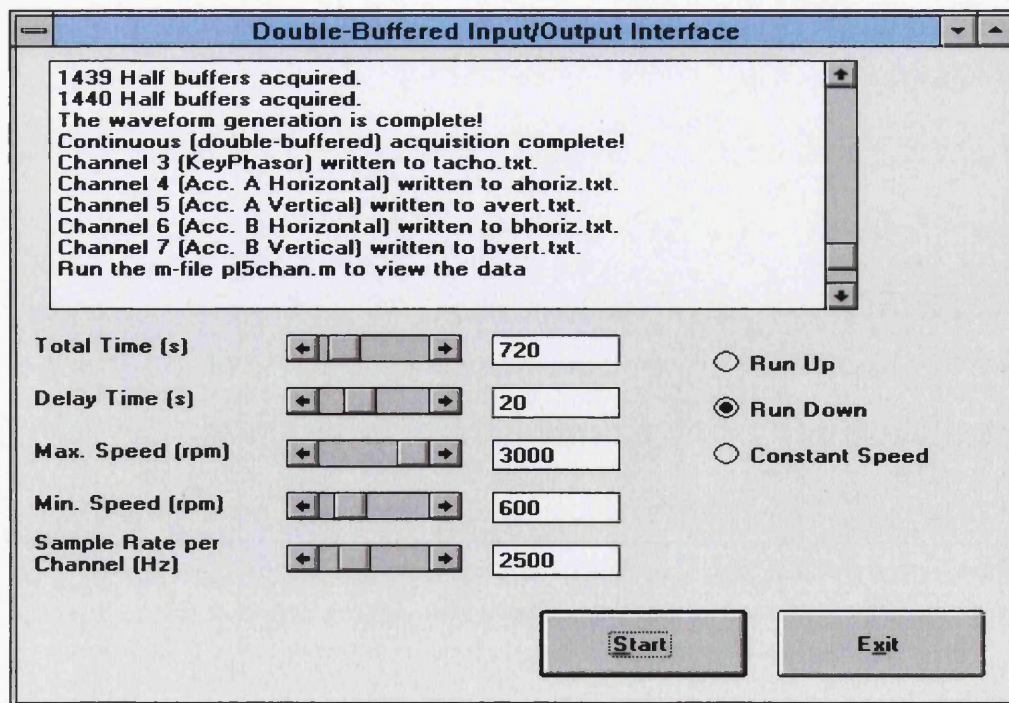 Double-Buffered Input/Output Interface
1439 Half buffers acquired.
1440 Half buffers acquired.
The waveform generation is complete!
Continuous (double-buffered) acquisition complete!
Channel 3 (KeyPhasor) written to tacho.txt.
Channel 4 (Acc. A Horizontal) written to ahoriz.txt.
Channel 5 (Acc. A Vertical) written to avert.txt.
Channel 6 (Acc. B Horizontal) written to bhoriz.txt.
Channel 7 (Acc. B Vertical) written to bvert.txt.
Run the m-file pl5chan.m to view the data
Total Time (s) 720
Delay Time (s) 20
Max. Speed (rpm) 3000
Min. Speed (rpm) 600
Sample Rate per
Channel (Hz) 2500
Run Up
Run Down
Constant Speed
Start Exit